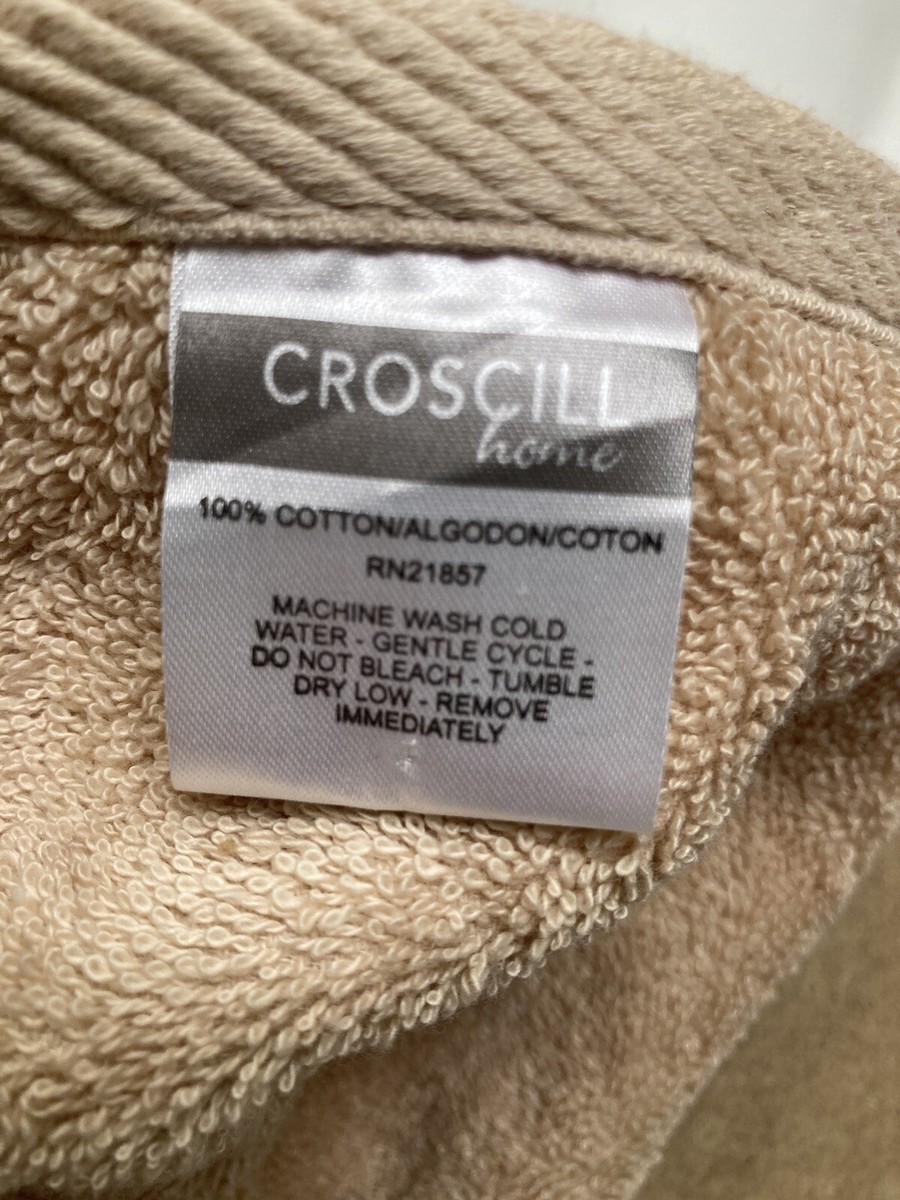 CROSCILL
home
100% COTTON/ALGODON/COTON
RN21857
MACHINE WASH COLD
WATER - GENTLE CYCLE -
DO NOT BLEACH - TUMBLE
DRY LOW - REMOVE
IMMEDIATELY